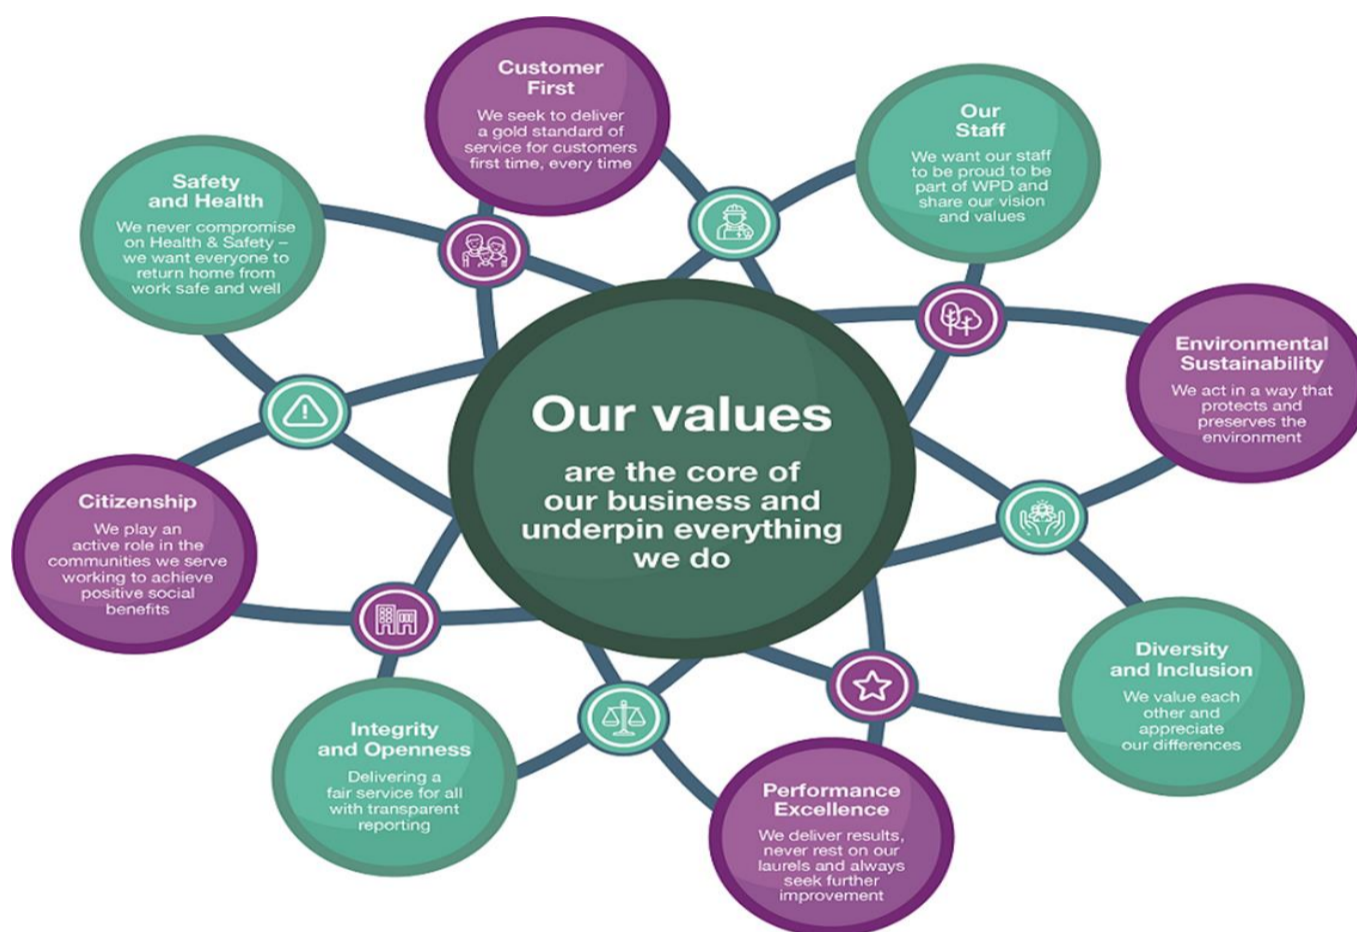 Customer
First
We seek to deliver
a gold standard of
service for customers
first time, every time
Our
Staff
We want our staff
to be proud to be
part of WPD and
share our vision
and values
Safety
and Health
We never compromise
on Health & Safety –
we want everyone to
return home from
work safe and well
Environmental
Sustainability
We act in a way that
protects and
preserves the
environment
Our values
are the core of
our business and
underpin everything
we do
Citizenship
We play an
active role in the
communities we serve
working to achieve
positive social
benefits
Diversity
and Inclusion
We value each
other and
appreciate
our differences
Integrity
and Openness
Delivering a
fair service for all
with transparent
reporting
Performance
Excellence
We deliver results,
never rest on our
laurels and always
seek further
improvement